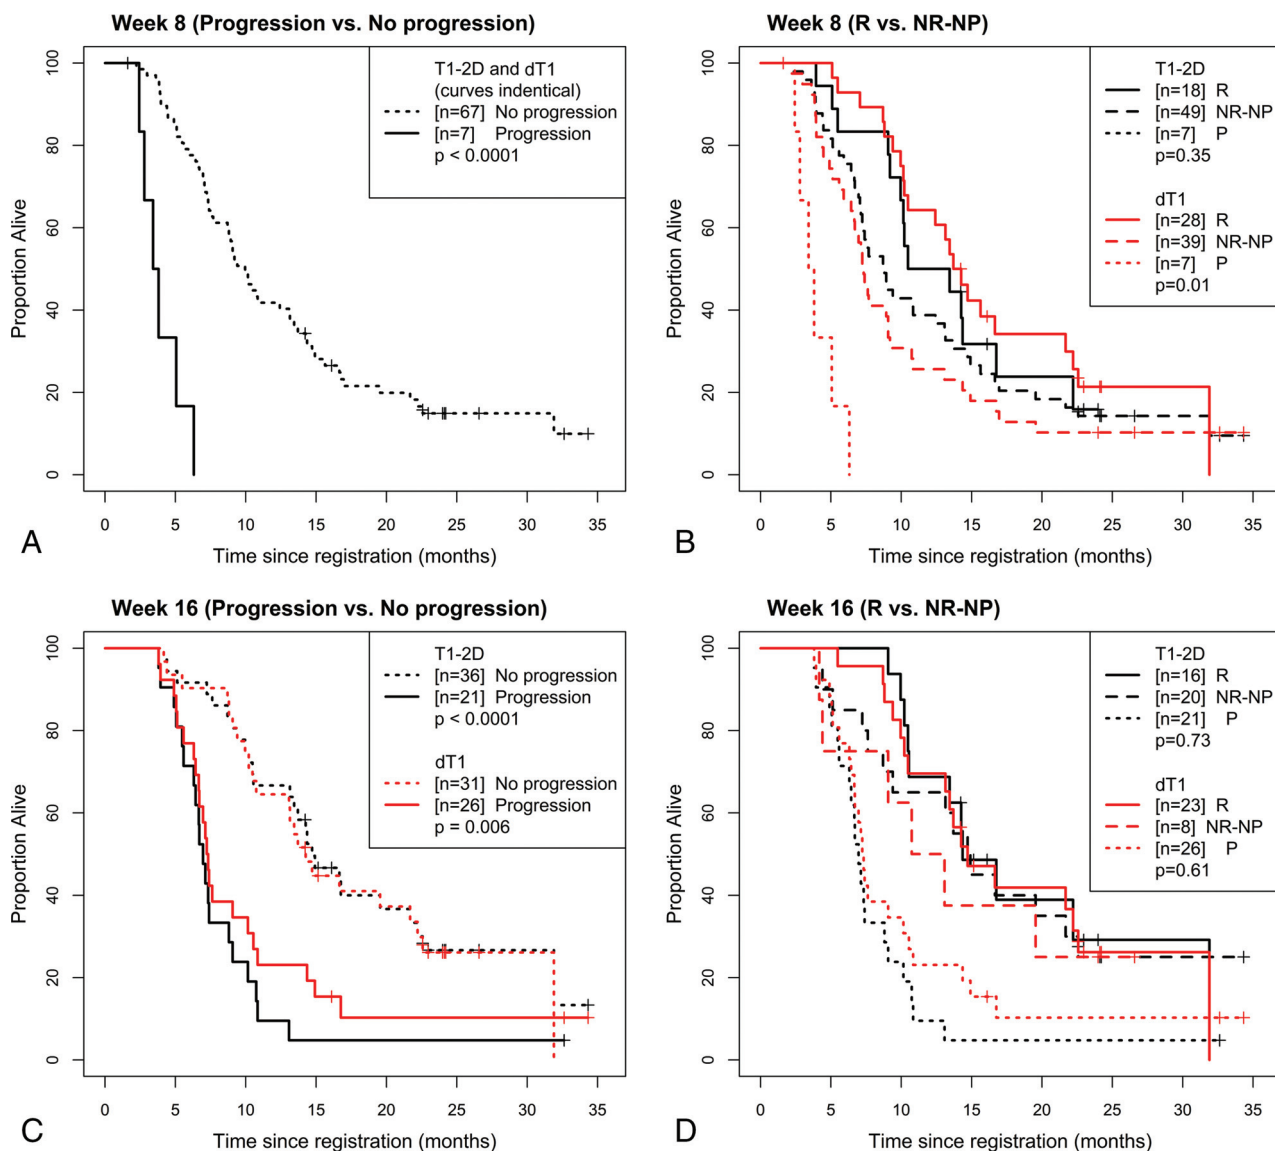 Week 8 (Progression vs. No progression)
Proportion Alive
100
80
60
40
20
0
T1-2D and dT1
(curves indentical)
[n=67] No progression
[n=7] Progression
p < 0.0001
0 5 10 15 20 25 30 35
Time since registration (months)
A
Week 8 (R vs. NR-NP)
Proportion Alive
100
80
60
40
20
0
T1-2D
[n=18] R
[n=49] NR-NP
[n=7] P
p=0.35
dT1
[n=28] R
[n=39] NR-NP
[n=7] P
p=0.01
0 5 10 15 20 25 30 35
Time since registration (months)
B
Week 16 (Progression vs. No progression)
Proportion Alive
100
80
60
40
20
0
T1-2D
[n=36] No progression
[n=21] Progression
p < 0.0001
dT1
[n=31] No progression
[n=26] Progression
p = 0.006
0 5 10 15 20 25 30 35
Time since registration (months)
C
Week 16 (R vs. NR-NP)
Proportion Alive
100
80
60
40
20
0
T1-2D
[n=16] R
[n=20] NR-NP
[n=21] P
p=0.73
dT1
[n=23] R
[n=8] NR-NP
[n=26] P
p=0.61
0 5 10 15 20 25 30 35
Time since registration (months)
D